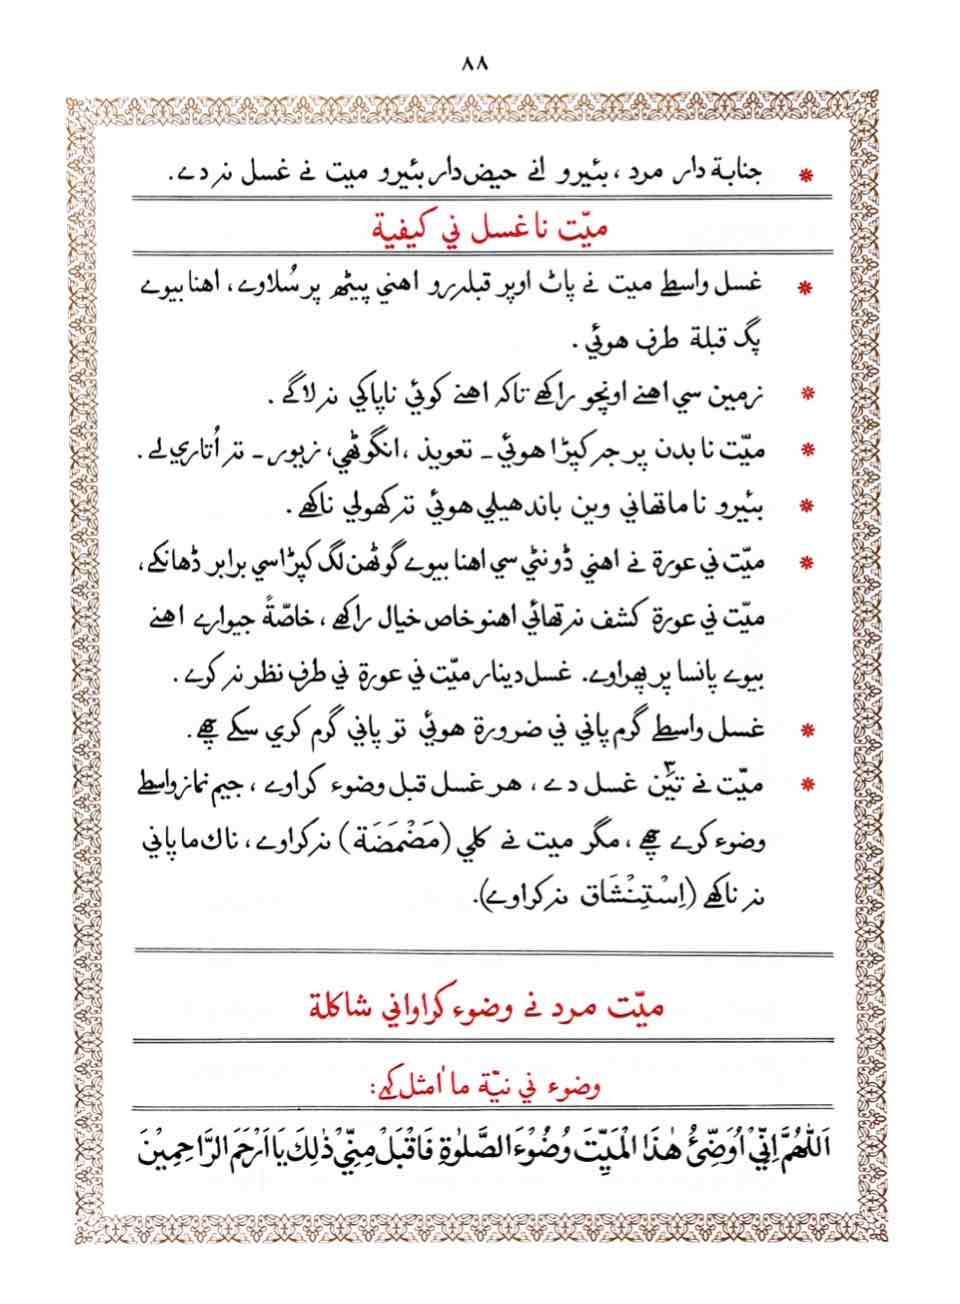 ٨٨
* جنابة دار مرد ، بئيرو انے حيض دار بئيرو ميت نے غسل نہ دے .
ميّت نا غسل ني كيفية
* غسل واسطے ميت نے پاٹ اوپر قبلہ رو اهني پيٹھ پر سُلاوے ، اهنا بيوے
پگ قبلة طرف هوئي .
* زمين سي اهنے اونچو راكھے تاكہ اهنے كوئي ناپاكي نہ لاگے .
* ميّت نا بدن پر جہ كپڑا هوئي ـ تعويذ ، انگوٹھي، زيور ـ تہ اُتاري لے .
* بئيرو نا ماتھاني وين باندهيلي هوئي تہ كھولي ناكھے .
* ميّت ني عورة نے اهني ڈونٹي سي اهنا بيوے گوٹھن لگ كپڑا سي برابر ڈهانكے ،
ميّت ني عورة كشف نہ تھائي اهنو خاص خيال راكھے ، خاصّةً جيوارے اهنے
بيوے پانسا پر پھراوے . غسل دينار ميّت ني عورة ني طرف نظر نہ كرے .
* غسل واسطے گرم پاني ني ضرورة هوئي تو پاني گرم كري سكے چھے .
* ميّت نے تين٣ غسل دے ، هر غسل قبل وضوء كراوے ، جيم نماز واسطے
وضوء كرے چھے ، مگر ميت نے كلي (مَضْمَضَة) نہ كراوے ، ناك ما پاني
نہ ناكھے (اِسْتِنْشَاق نہ كراوے).
ميّت مرد نے وضوء كراواني شاكلة
وضوء ني نيّة ما اٰمثل كہے :
اَللّٰهُمَّ اِنِّيْ اُوَضِّئُ هٰذَا الْمَيِّتَ وُضُوْءَ الصَّلٰوةِ فَاقْبَلْ مِنِّيْ ذٰلِكَ يَا اَرْحَمَ الرَّاحِمِيْنَ